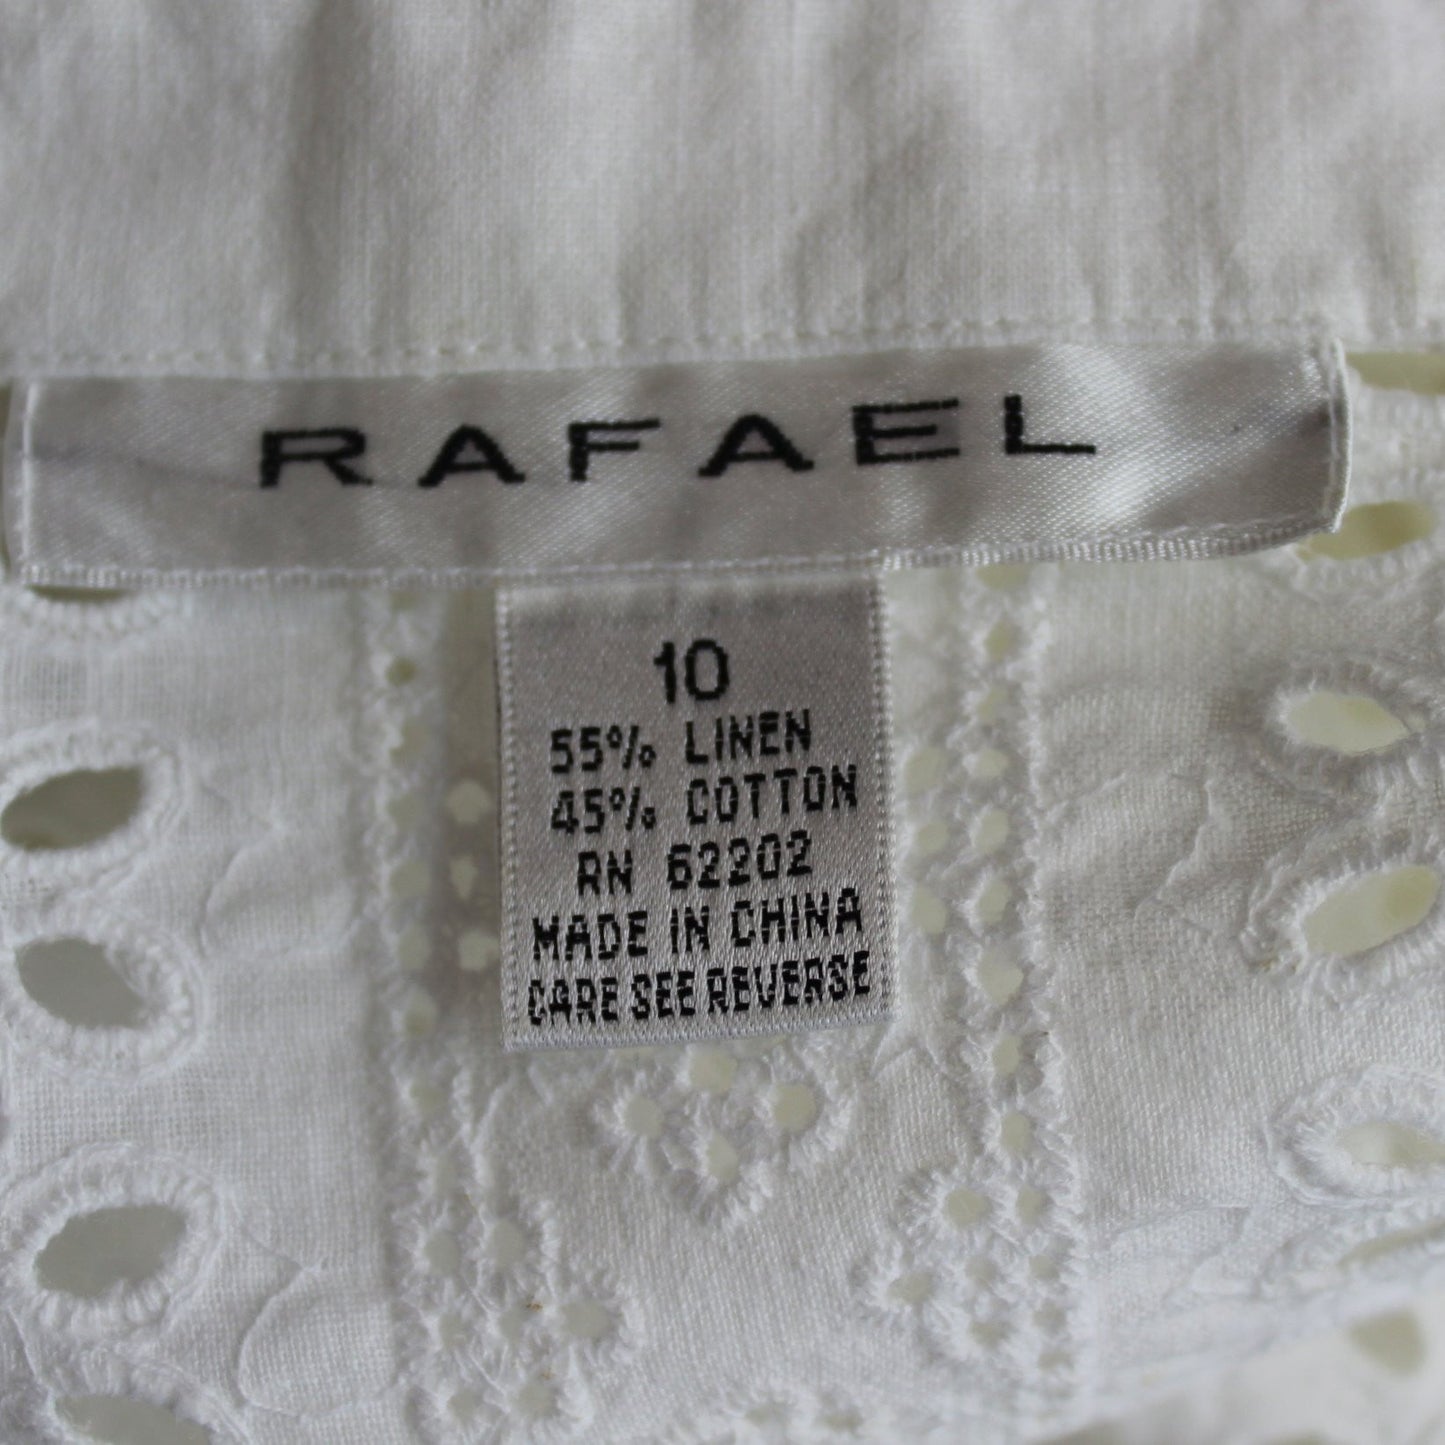 RAFAEL
10
55% LINEN
45% COTTON
RN 62202
MADE IN CHINA
CARE SEE REVERSE